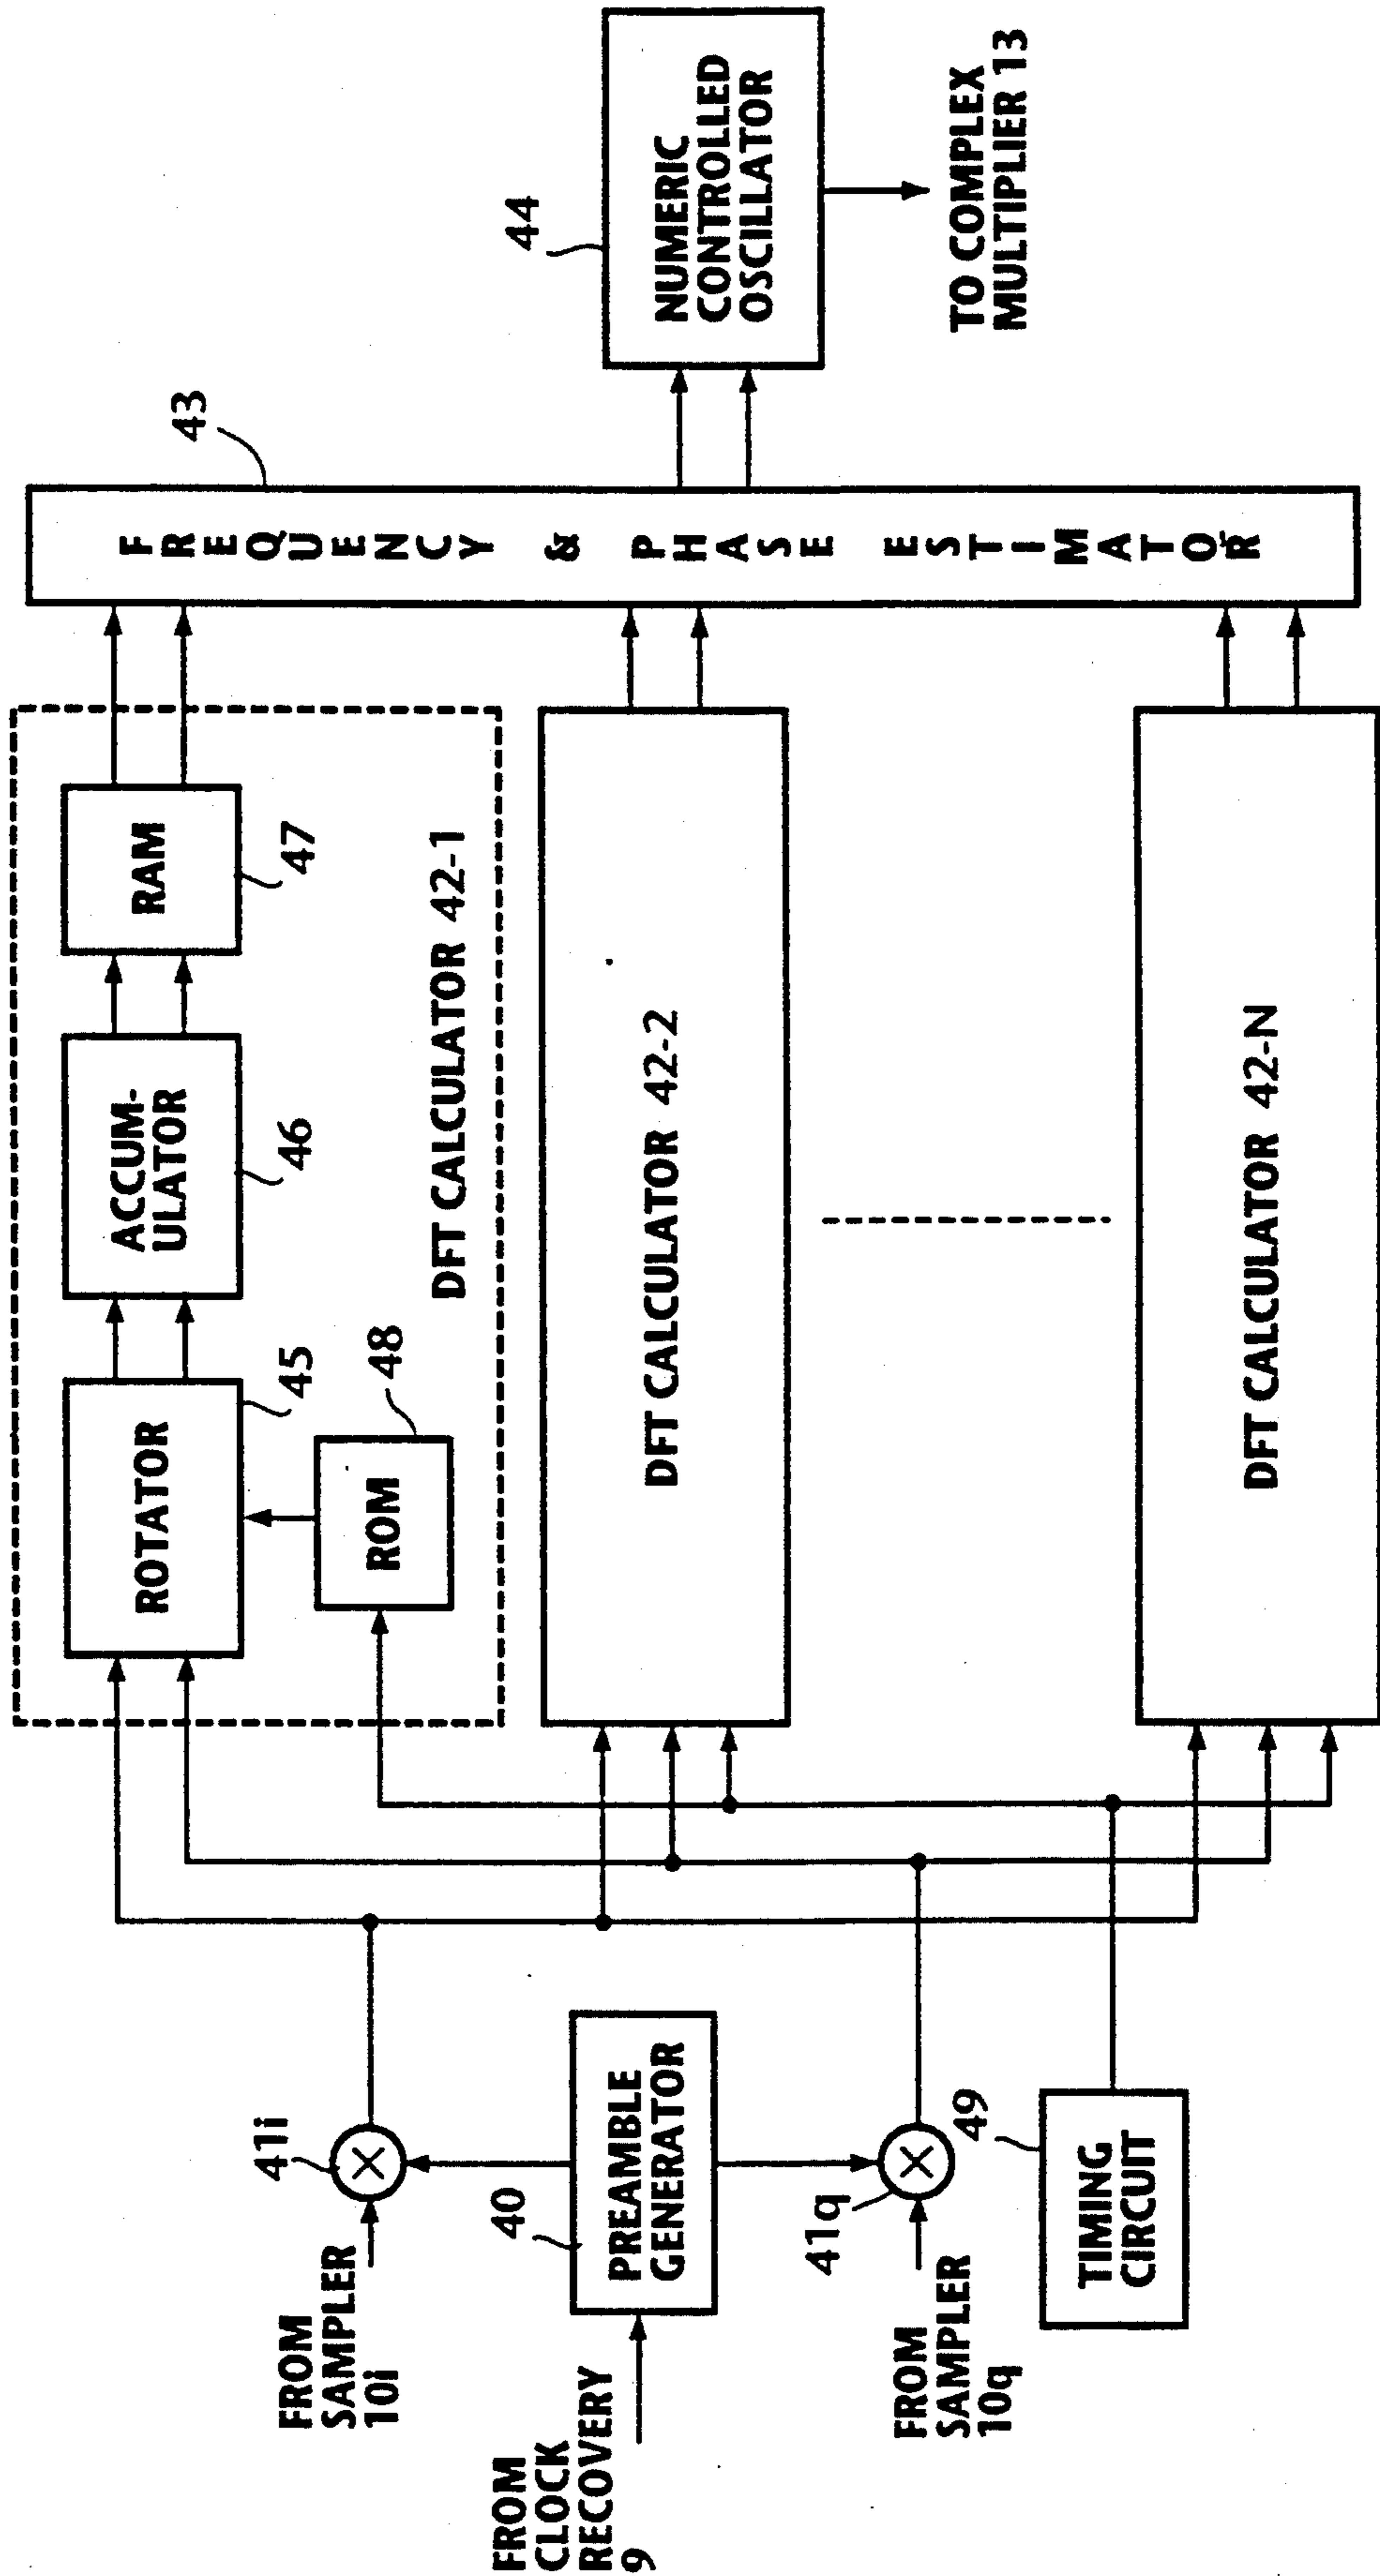 FROM
SAMPLER
10i
41i
FROM
CLOCK
RECOVERY
9
40
PREAMBLE
GENERATOR
FROM
SAMPLER
10q
41q
49
TIMING
CIRCUIT
ROTATOR
45
ROM
48
ACCUM-
ULATOR
46
RAM
47
DFT CALCULATOR 42-1
DFT CALCULATOR 42-2
DFT CALCULATOR 42-N
FREQUENCY & PHASE ESTIMATOR
43
44
NUMERIC
CONTROLLED
OSCILLATOR
TO COMPLEX
MULTIPLIER 13